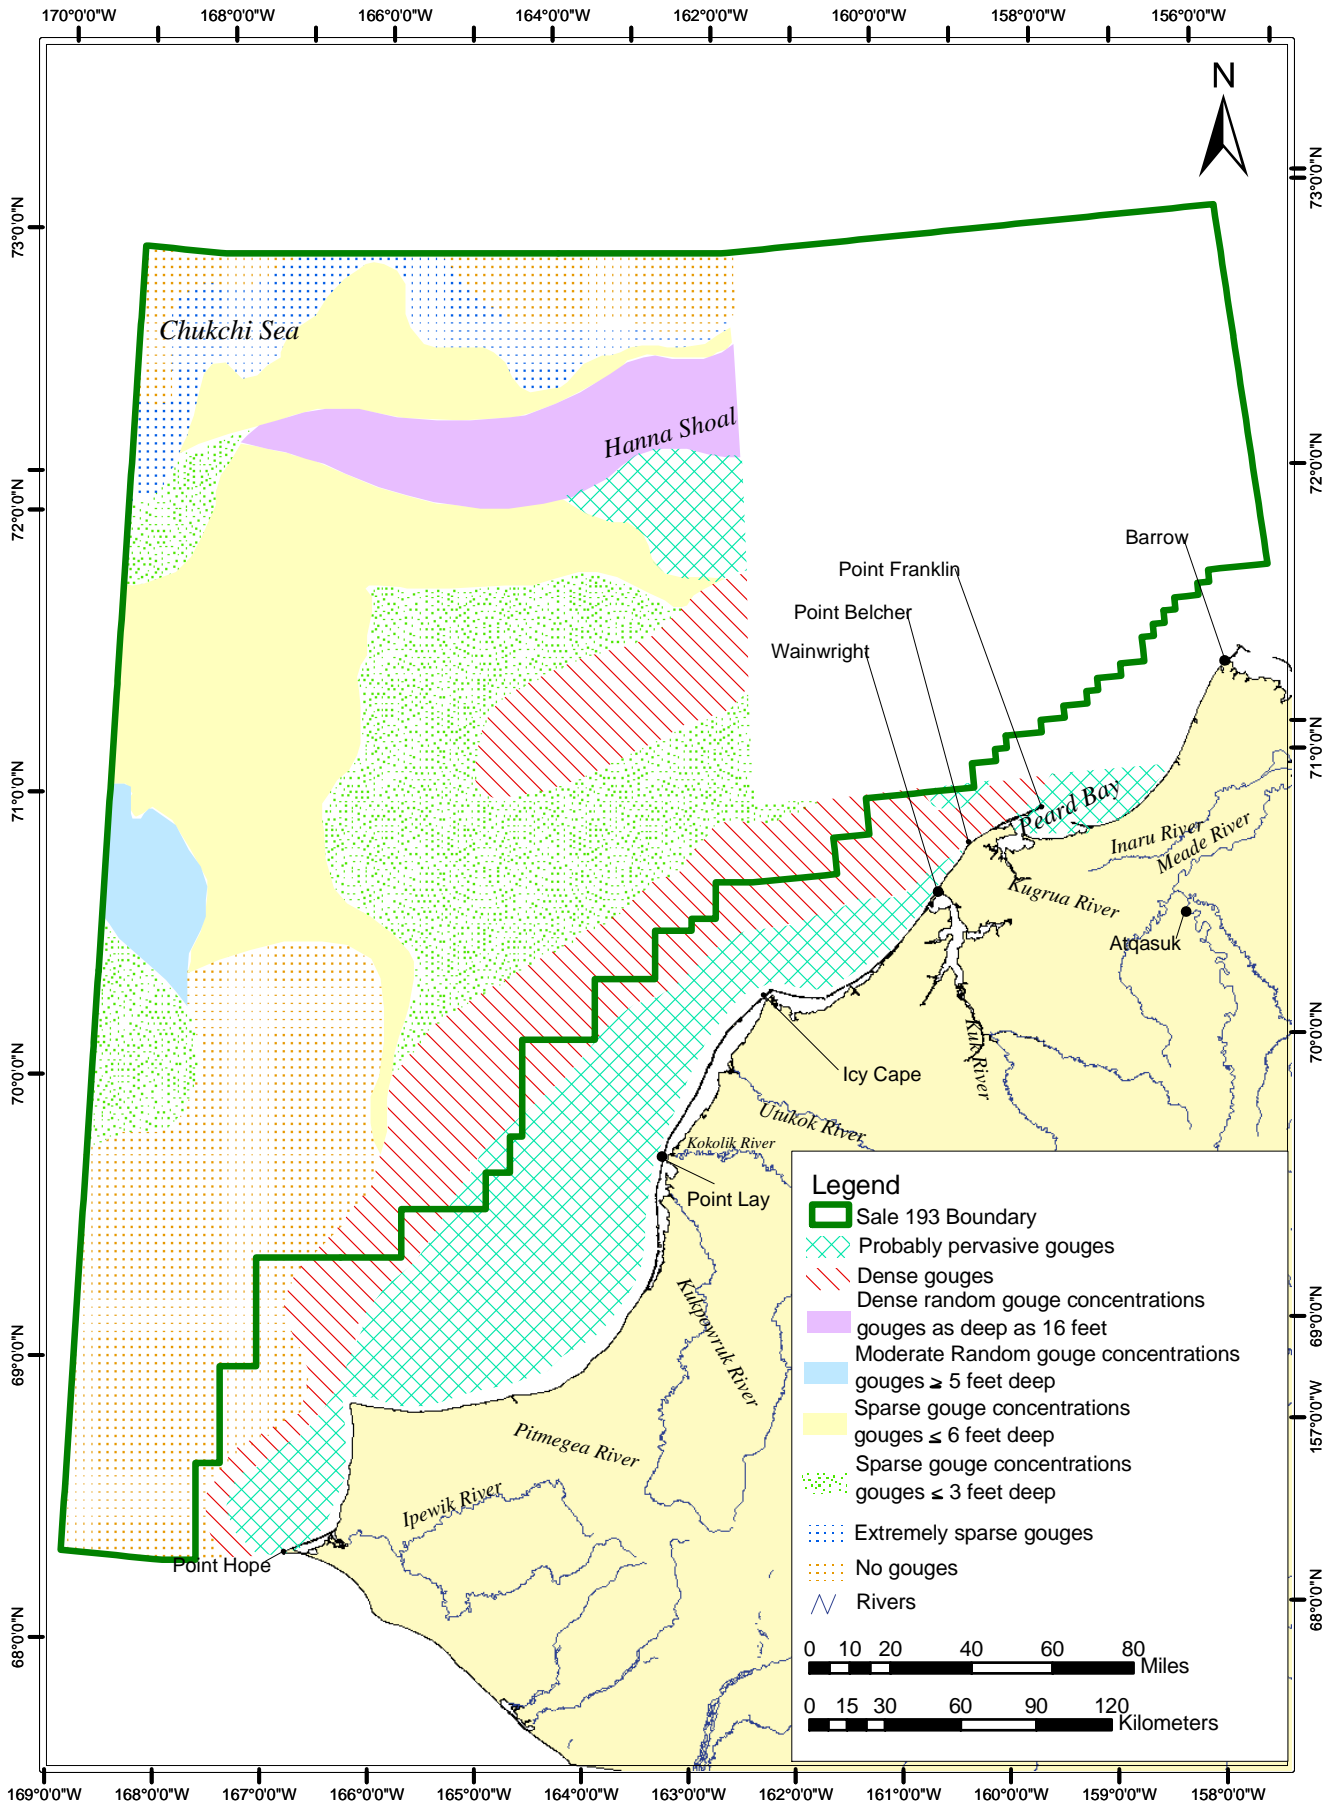 170°0'0"W 168°0'0"W 166°0'0"W 164°0'0"W 162°0'0"W 160°0'0"W 158°0'0"W 156°0'0"W
N
73°0'0"N
73°0'0"N
Chukchi Sea
Hanna Shoal
72°0'0"N
72°0'0"N
Barrow
Point Franklin
Point Belcher
Wainwright
71°0'0"N
71°0'0"N
Peard Bay
Inaru River
Meade River
Kugrua River
Atqasuk
70°0'0"N
70°0'0"N
Kuk River
Icy Cape
Utukok River
Kokolik River
Point Lay
Kukpowruk River
69°0'0"N
69°0'0"N
157°0'0"W
Pitmegea River
Ipewik River
Point Hope
68°0'0"N
68°0'0"N
Legend
Sale 193 Boundary
Probably pervasive gouges
Dense gouges
Dense random gouge concentrations
gouges as deep as 16 feet
Moderate Random gouge concentrations
gouges ≥ 5 feet deep
Sparse gouge concentrations
gouges ≤ 6 feet deep
Sparse gouge concentrations
gouges ≤ 3 feet deep
Extremely sparse gouges
No gouges
Rivers
0 10 20 40 60 80
Miles
0 15 30 60 90 120
Kilometers
169°0'0"W 168°0'0"W 167°0'0"W 166°0'0"W 165°0'0"W 164°0'0"W 163°0'0"W 162°0'0"W 161°0'0"W 160°0'0"W 159°0'0"W 158°0'0"W